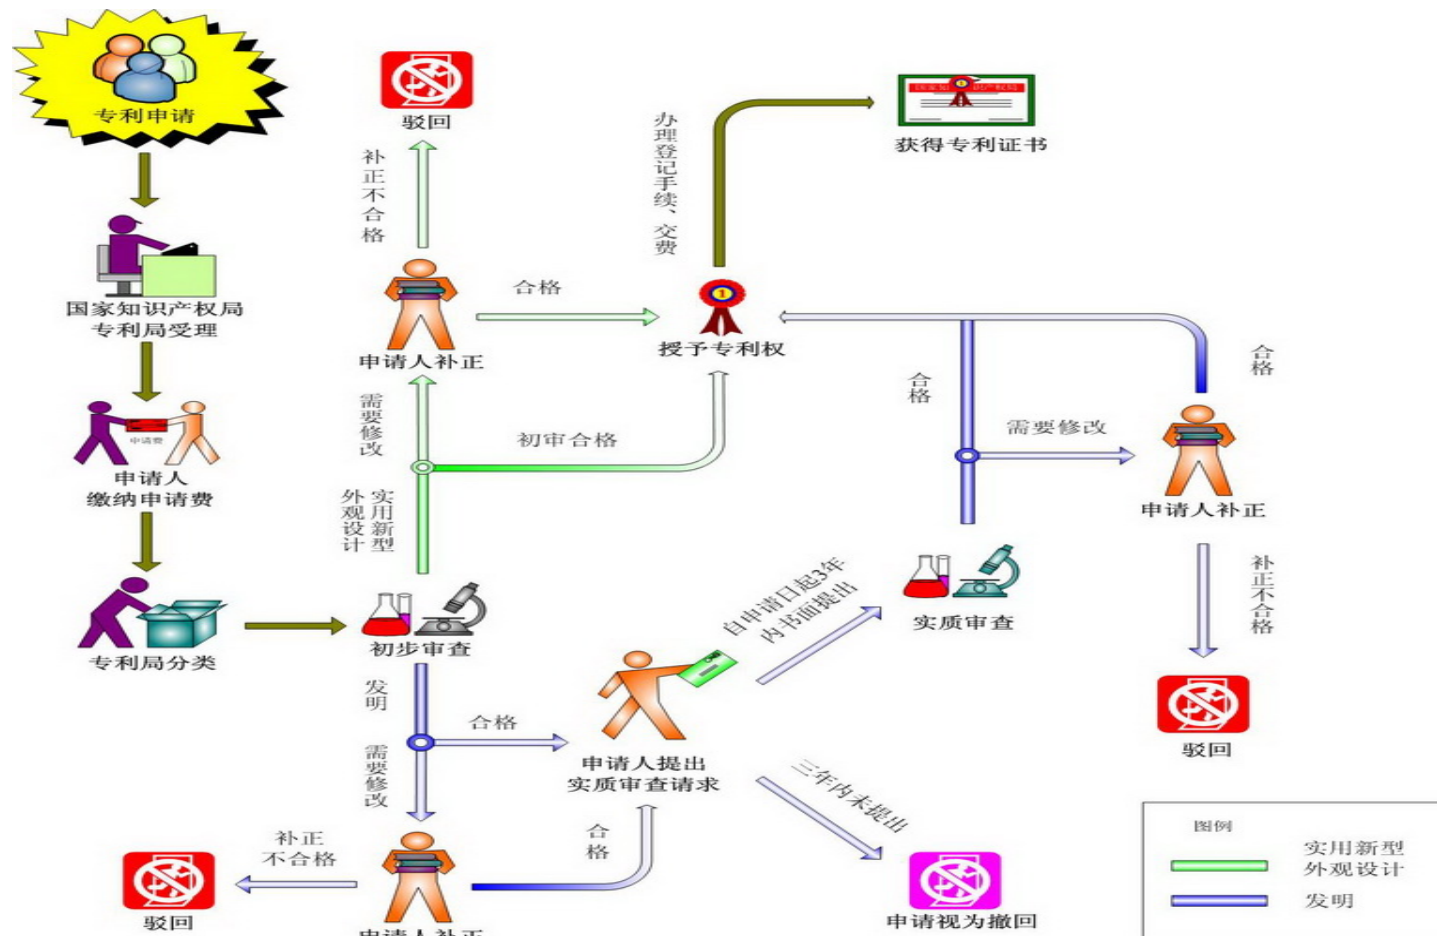 专利申请
国家知识产权局
专利局受理
申请费
申请人
缴纳申请费
专利局分类
驳回
补正不合格
申请人补正
合格
需要修改
初审合格
实用新型
外观设计
初步审查
发明
合格
需要修改
补正
不合格
驳回
申请人补正
合格
申请人提出
实质审查请求
自申请日起3年
内书面提出
三年内未提出
申请视为撤回
实质审查
合格
需要修改
申请人补正
合格
补正不合格
驳回
授予专利权
1
办理登记手续、交费
获得专利证书
图例
实用新型
外观设计
发明